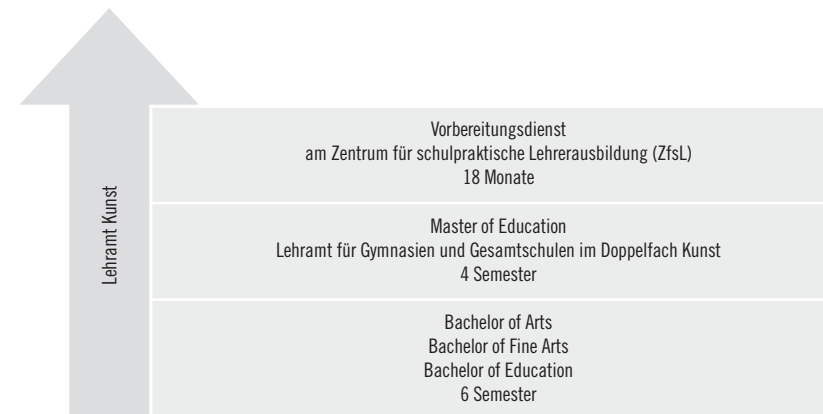 Lehramt Kunst
Vorbereitungsdienst
am Zentrum für schulpraktische Lehrerausbildung (ZfsL)
18 Monate
Master of Education
Lehramt für Gymnasien und Gesamtschulen im Doppelfach Kunst
4 Semester
Bachelor of Arts
Bachelor of Fine Arts
Bachelor of Education
6 Semester